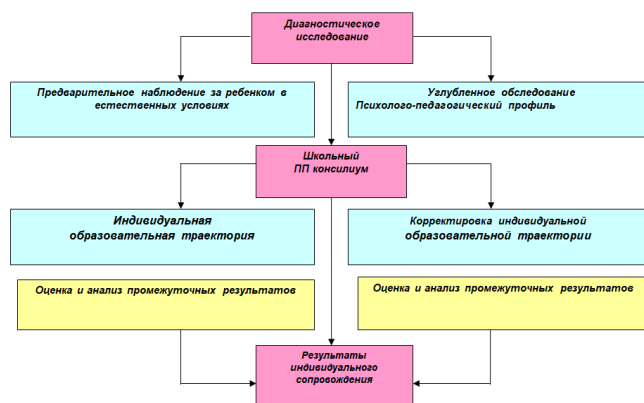 Диагностическое
исследование
Предварительное наблюдение за ребенком в
естественных условиях
Углубленное обследование
Психолого-педагогический профиль
Школьный
ПП консилиум
Индивидуальная
образовательная траектория
Корректировка индивидуальной
образовательной траектории
Оценка и анализ промежуточных результатов
Оценка и анализ промежуточных результатов
Результаты
индивидуального
сопровождения